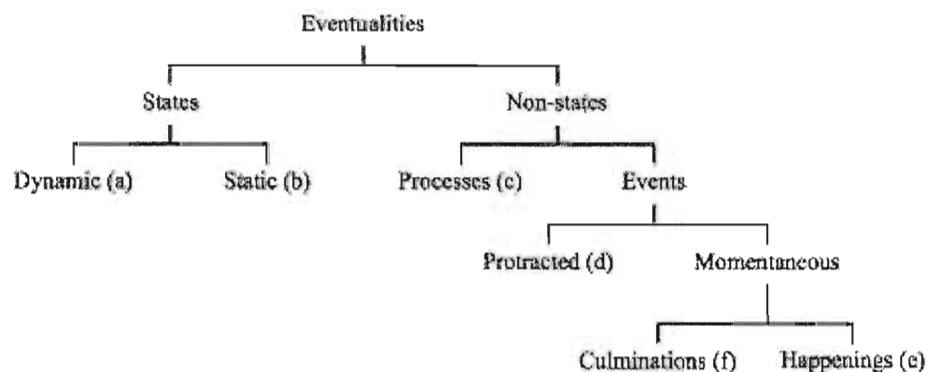 Eventualities
States Non-states
Dynamic (a) Static (b) Processes (c) Events
Protracted (d) Momentaneous
Culminations (f) Happenings (e)